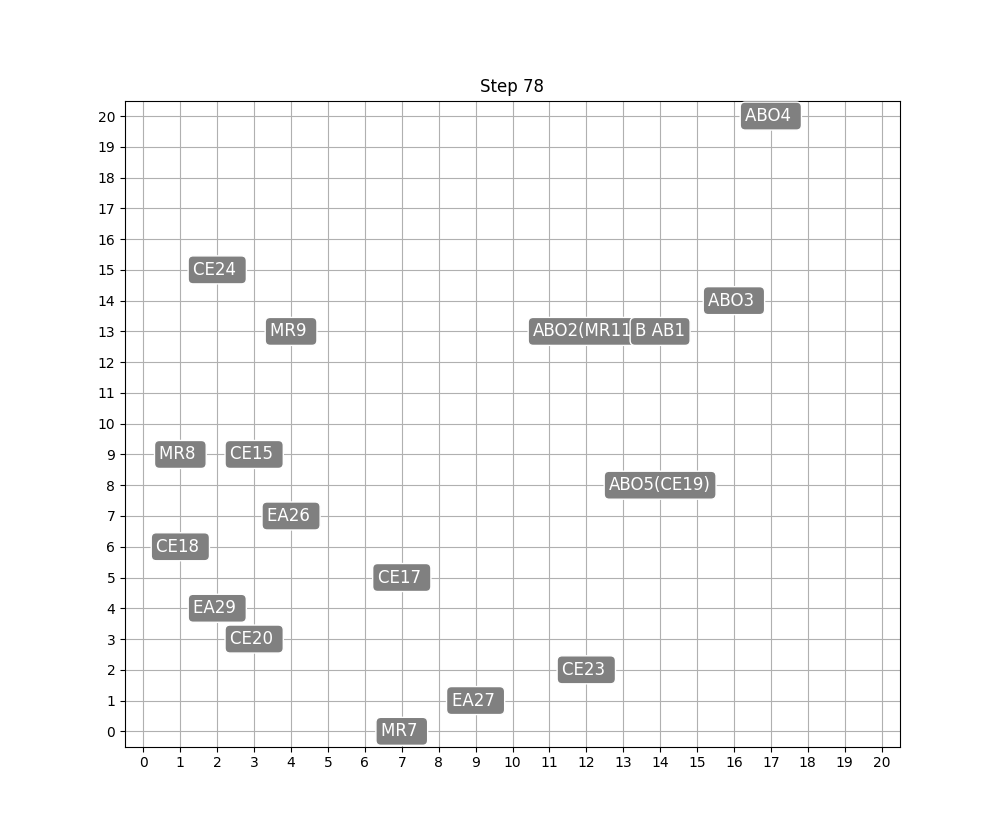 Step 78
20
ABO4
19
18
17
16
15
CE24
14
ABO3
13
MR9
ABO2(MR11
B AB1
12
11
10
9
MR8
CE15
8
ABO5(CE19)
7
EA26
6
CE18
5
CE17
4
EA29
3
CE20
2
CE23
1
EA27
0
MR7
0 1 2 3 4 5 6 7 8 9 10 11 12 13 14 15 16 17 18 19 20